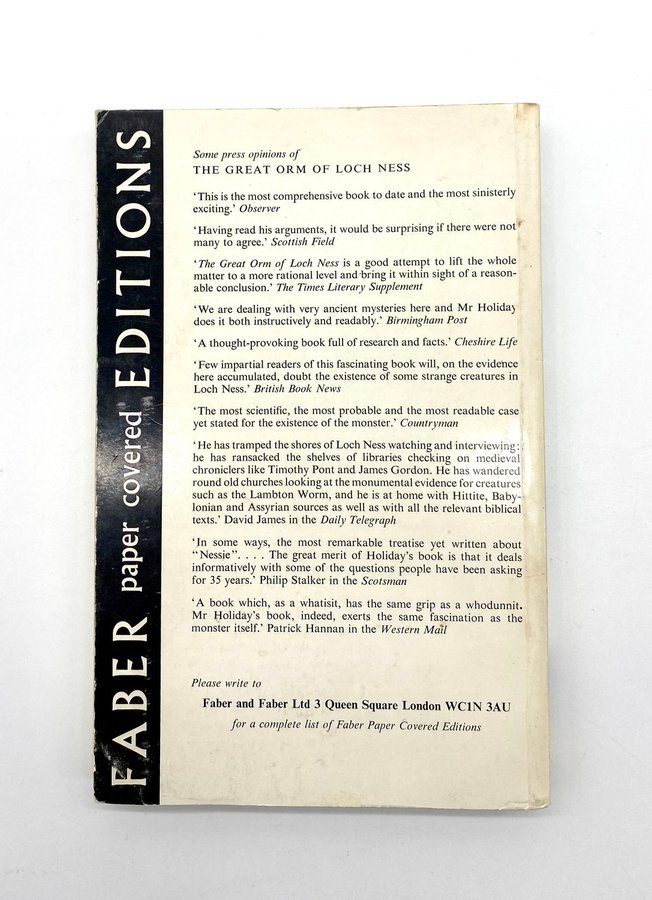 FABER paper covered EDITIONS
Some press opinions of
THE GREAT ORM OF LOCH NESS
'This is the most comprehensive book to date and the most sinisterly
exciting.' Observer
'Having read his arguments, it would be surprising if there were not
many to agree.' Scottish Field
'The Great Orm of Loch Ness is a good attempt to lift the whole
matter to a more rational level and bring it within sight of a reason-
able conclusion.' The Times Literary Supplement
'We are dealing with very ancient mysteries here and Mr Holiday
does it both instructively and readably.' Birmingham Post
'A thought-provoking book full of research and facts.' Cheshire Life
'Few impartial readers of this fascinating book will, on the evidence
here accumulated, doubt the existence of some strange creatures in
Loch Ness.' British Book News
'The most scientific, the most probable and the most readable case
yet stated for the existence of the monster.' Countryman
'He has tramped the shores of Loch Ness watching and interviewing:
he has ransacked the shelves of libraries checking on medieval
chroniclers like Timothy Pont and James Gordon. He has wandered
round old churches looking at the monumental evidence for creatures
such as the Lambton Worm, and he is at home with Hittite, Baby-
lonian and Assyrian sources as well as with all the relevant biblical
texts.' David James in the Daily Telegraph
'In some ways, the most remarkable treatise yet written about
"Nessie". . . . The great merit of Holiday's book is that it deals
informatively with some of the questions people have been asking
for 35 years.' Philip Stalker in the Scotsman
'A book which, as a whatisit, has the same grip as a whodunnit.
Mr Holiday's book, indeed, exerts the same fascination as the
monster itself.' Patrick Hannan in the Western Mail
Please write to
Faber and Faber Ltd 3 Queen Square London WC1N 3AU
for a complete list of Faber Paper Covered Editions